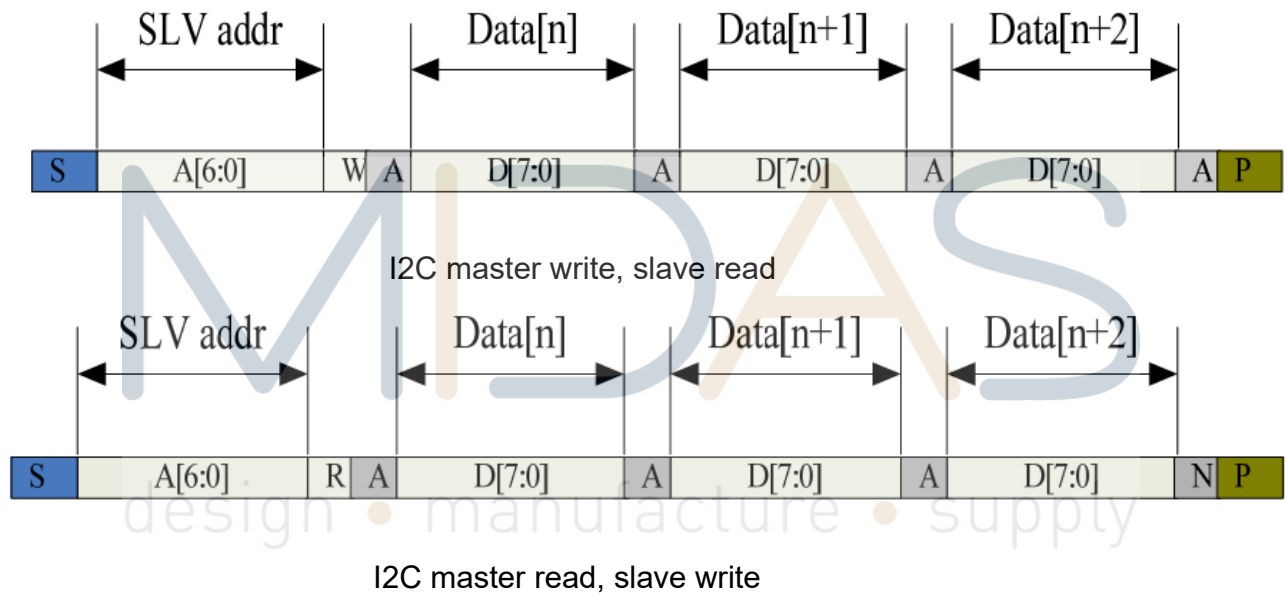 SLV addr Data[n] Data[n+1] Data[n+2]
S A[6:0] W A D[7:0] A D[7:0] A D[7:0] A P
I2C master write, slave read
MIDAS
SLV addr Data[n] Data[n+1] Data[n+2]
S A[6:0] R A D[7:0] A D[7:0] A D[7:0] N P
design • manufacture • supply
I2C master read, slave write